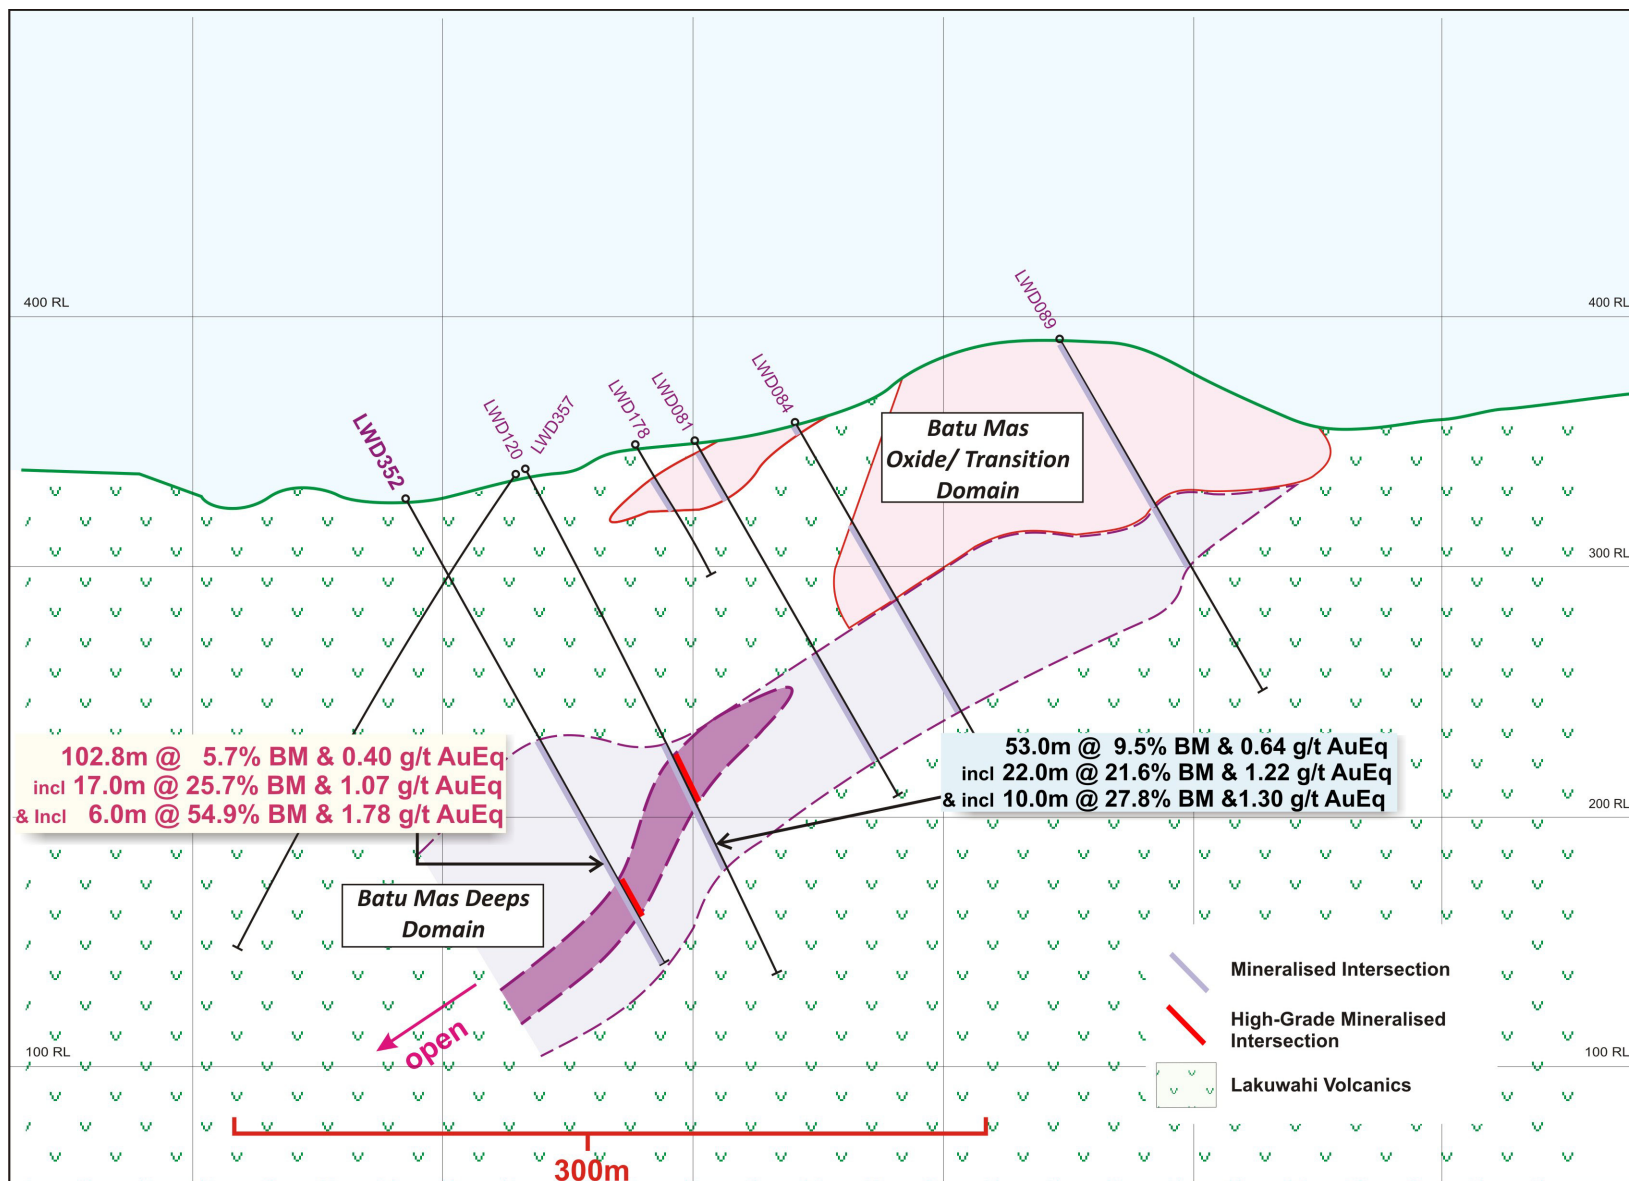 400 RL
400 RL
LWD089
LWD084
LWD081
LWD178
LWD357
LWD120
LWD352
Batu Mas
Oxide/ Transition
Domain
300 RL
102.8m @ 5.7% BM & 0.40 g/t AuEq
incl 17.0m @ 25.7% BM & 1.07 g/t AuEq
& Incl 6.0m @ 54.9% BM & 1.78 g/t AuEq
53.0m @ 9.5% BM & 0.64 g/t AuEq
incl 22.0m @ 21.6% BM & 1.22 g/t AuEq
& incl 10.0m @ 27.8% BM &1.30 g/t AuEq
200 RL
Batu Mas Deeps
Domain
open
Mineralised Intersection
High-Grade Mineralised
Intersection
Lakuwahi Volcanics
100 RL
100 RL
300m